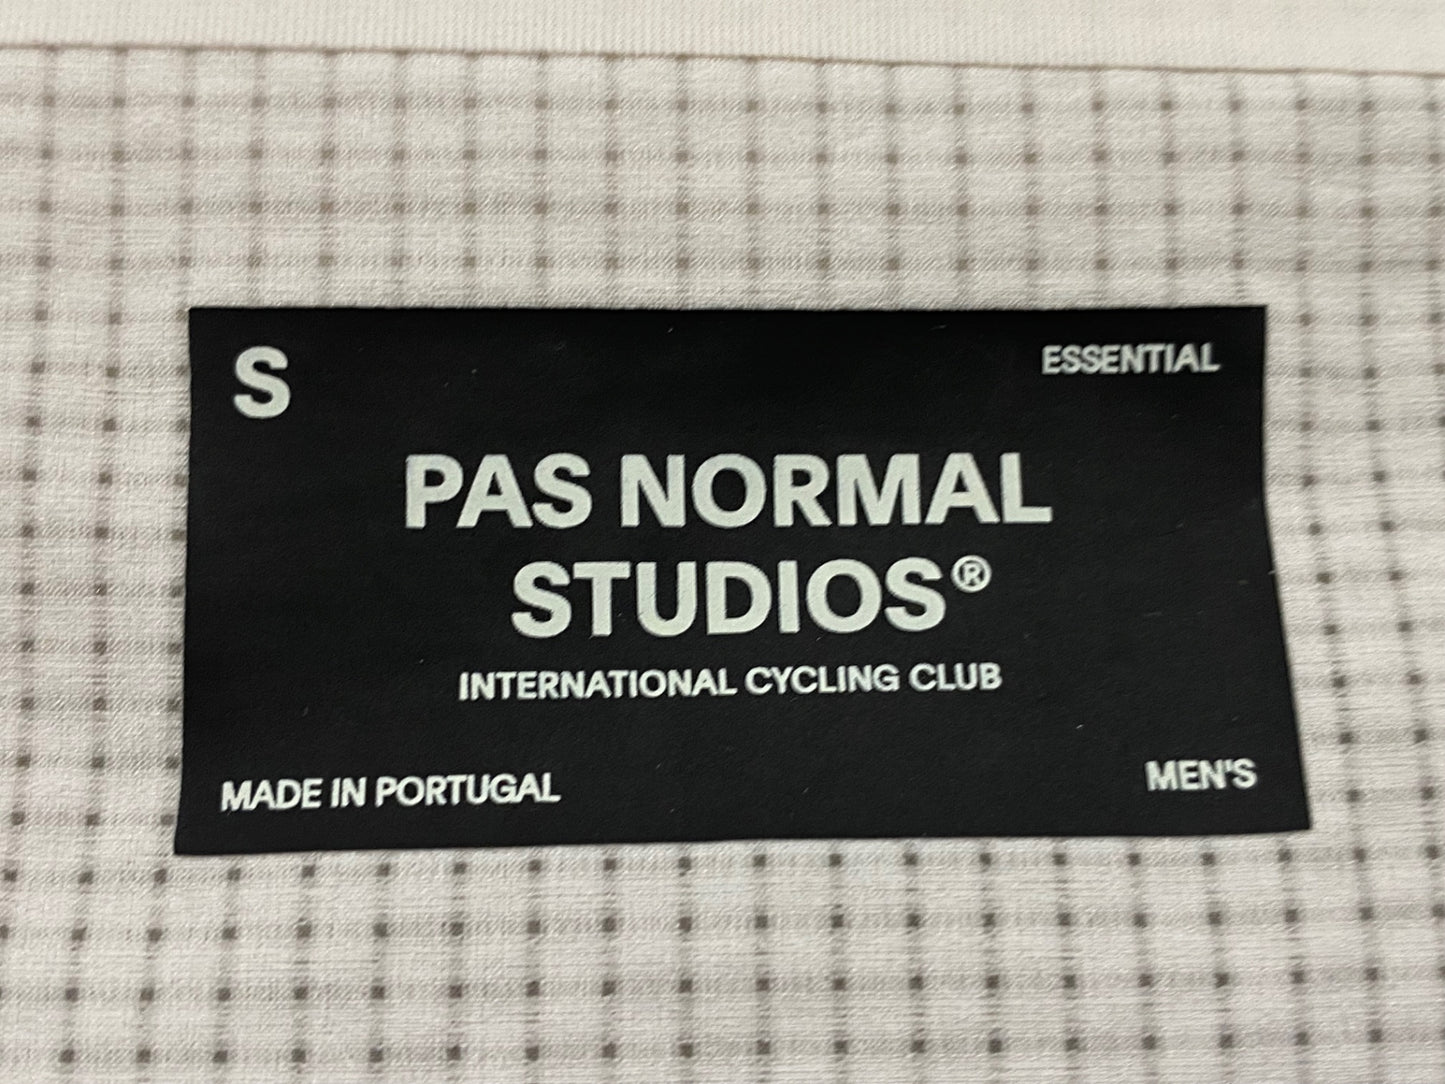 S
ESSENTIAL
PAS NORMAL
STUDIOS®
INTERNATIONAL CYCLING CLUB
MADE IN PORTUGAL
MEN'S